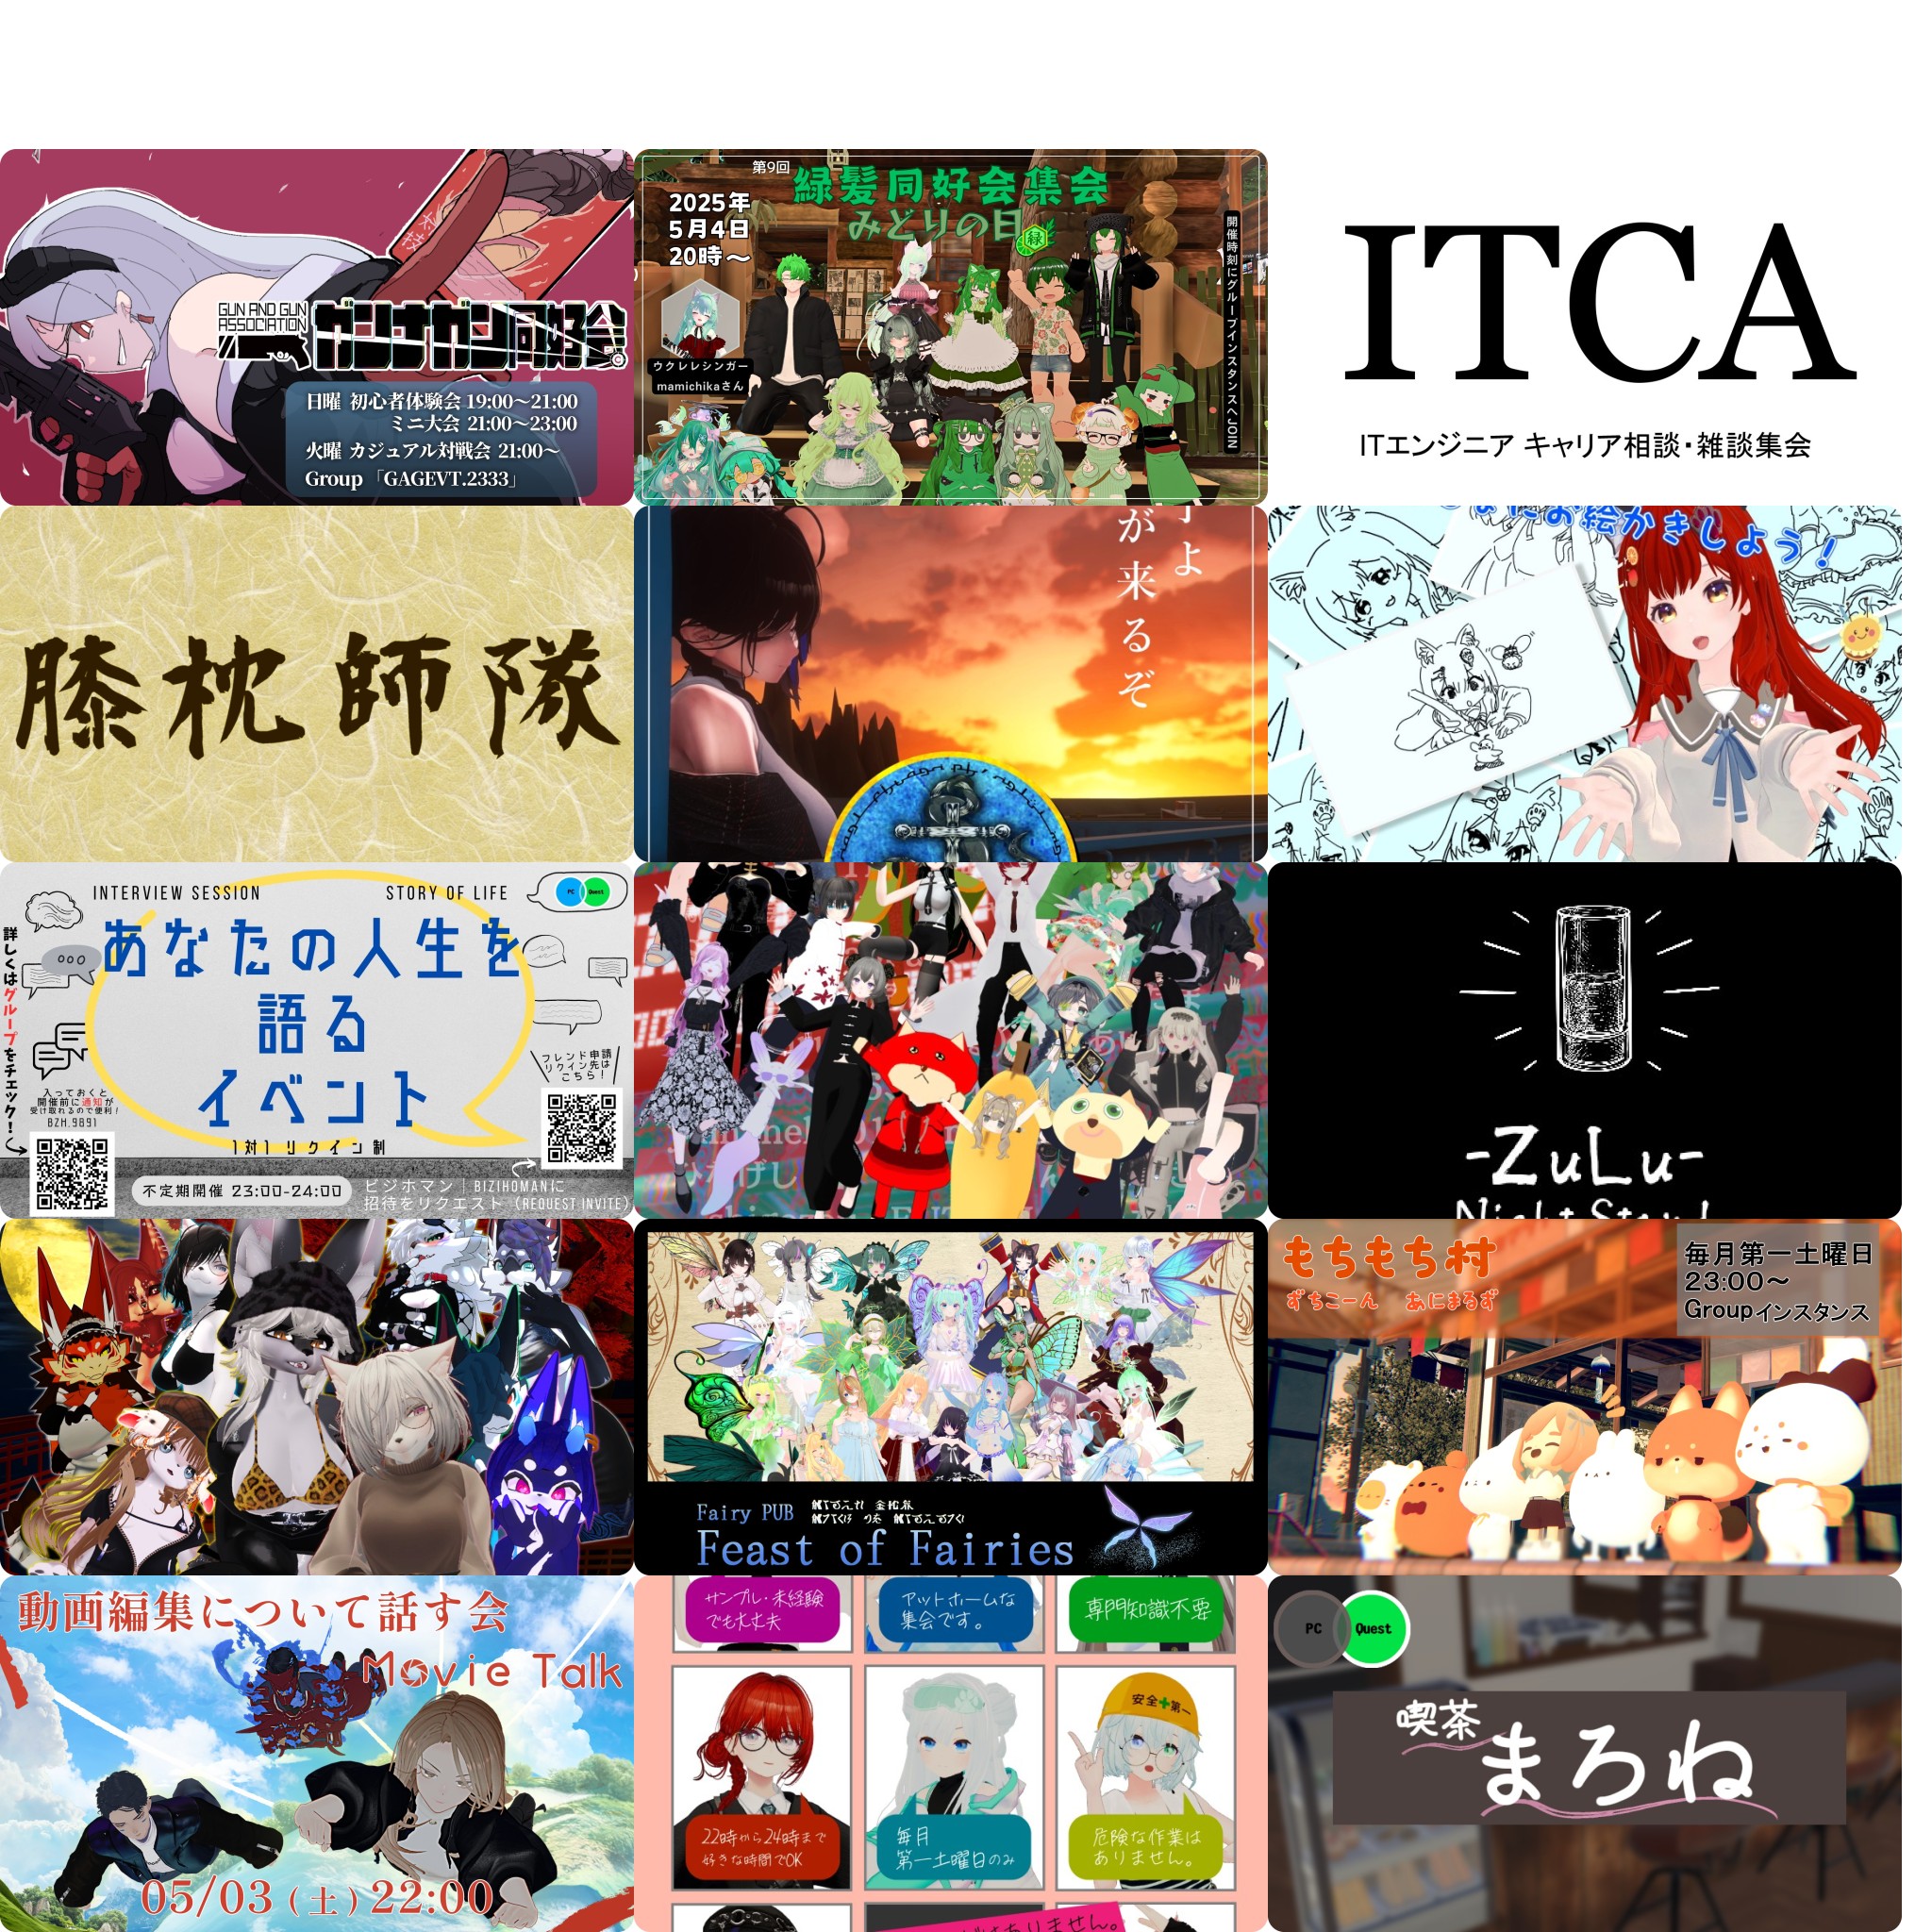 GUN AND GUN
ASSOCIATION
ガンナガン同好会
日曜 初心者体験会 19:00〜21:00
ミニ大会 21:00〜23:00
火曜 カジュアル対戦会 21:00〜
Group「GAGEVT.2333」
第9回
緑髪同好会集会
みどりの日
緑
2025年
5月4日
20時〜
ウクレレシンガー
mamichikaさん
開催時刻にグループインスタンスへJOIN
ITCA
ITエンジニア キャリア相談・雑談集会
膝枕師隊
よ
が来るぞ
お絵かきしよう!
INTERVIEW SESSION
STORY OF LIFE
PC Quest
あなたの人生を
語る
イベント
1対1リクイン制
詳しくはグループをチェック!
入っておくと
開催前に通知が
受け取れるので便利!
BZH.9891
フレンド申請
リクイン先は
こちら!
不定期開催 23:00-24:00
ビジホマン|BIZIHOMANに
招待をリクエスト(REQUEST INVITE)
-ZuLu-
Fairy PUB
Feast of Fairies
もちもち村
ずちこーん あにまるず
毎月第一土曜日
23:00〜
Groupインスタンス
動画編集について話す会
Movie Talk
05/03(土)22:00
サンプル・未経験
でも大丈夫
アットホームな
集会です。
専門知識不要
安全+第一
22時から24時まで
好きな時間でOK
毎月
第一土曜日のみ
危険な作業は
ありません。
はありません。
PC Quest
喫茶
まろね